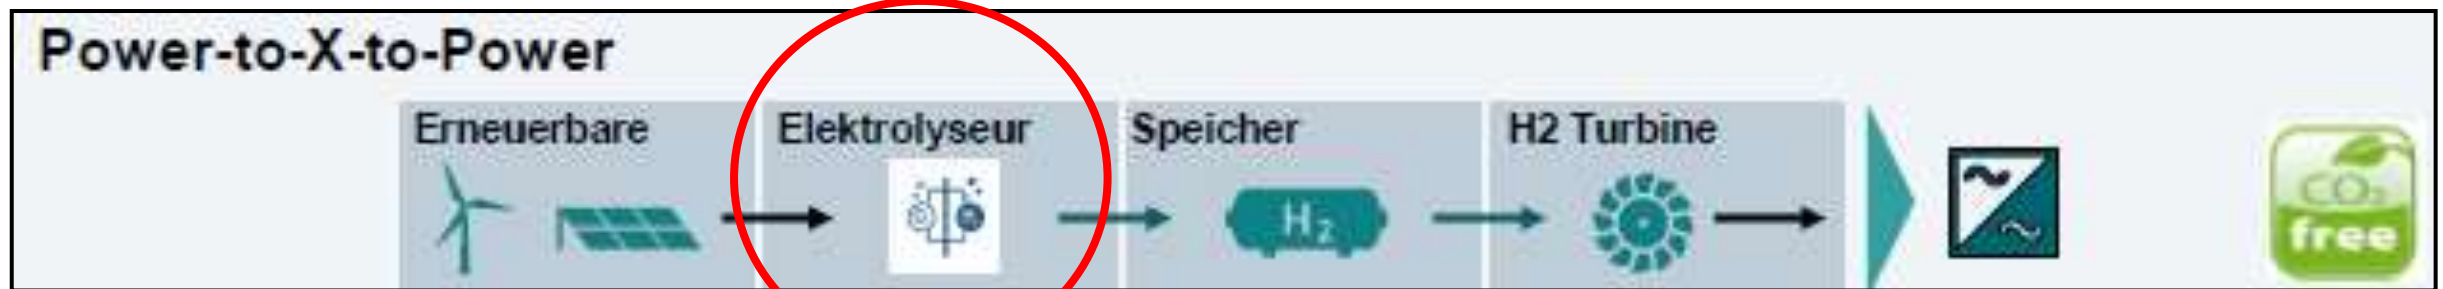 Power-to-X-to-Power
Erneuerbare Elektrolyseur Speicher H2 Turbine
H2
CO2
free